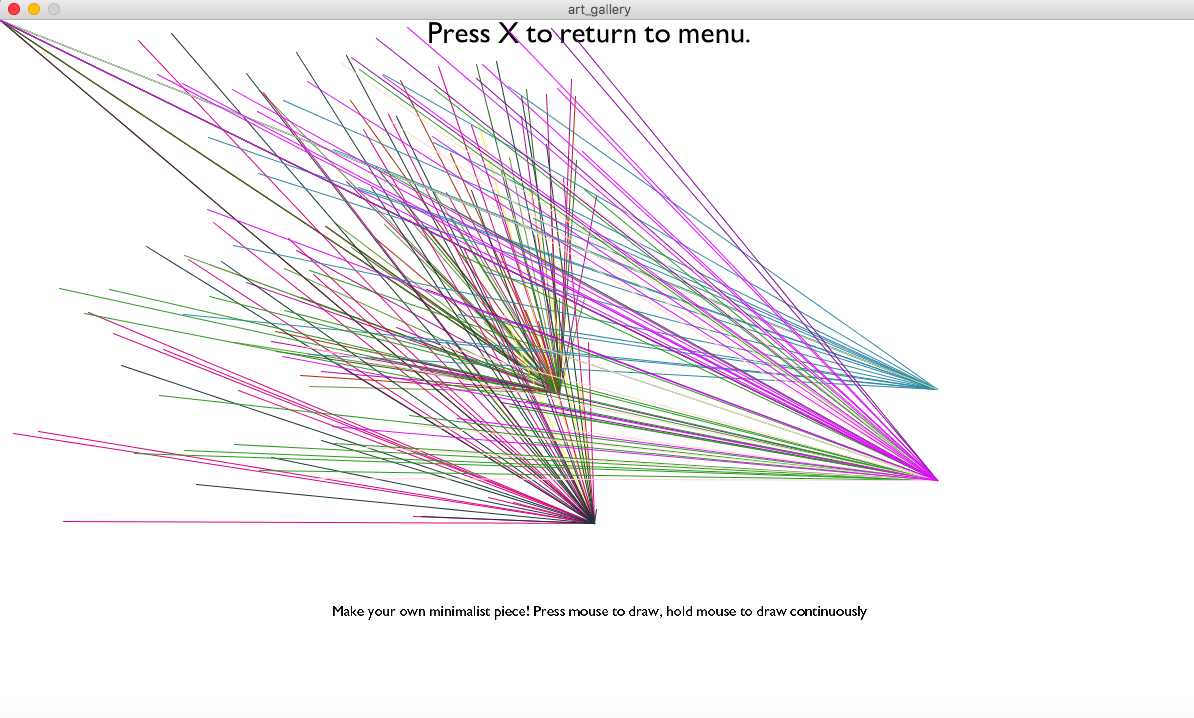 art_gallery
Press X to return to menu.
Make your own minimalist piece! Press mouse to draw, hold mouse to draw continuously